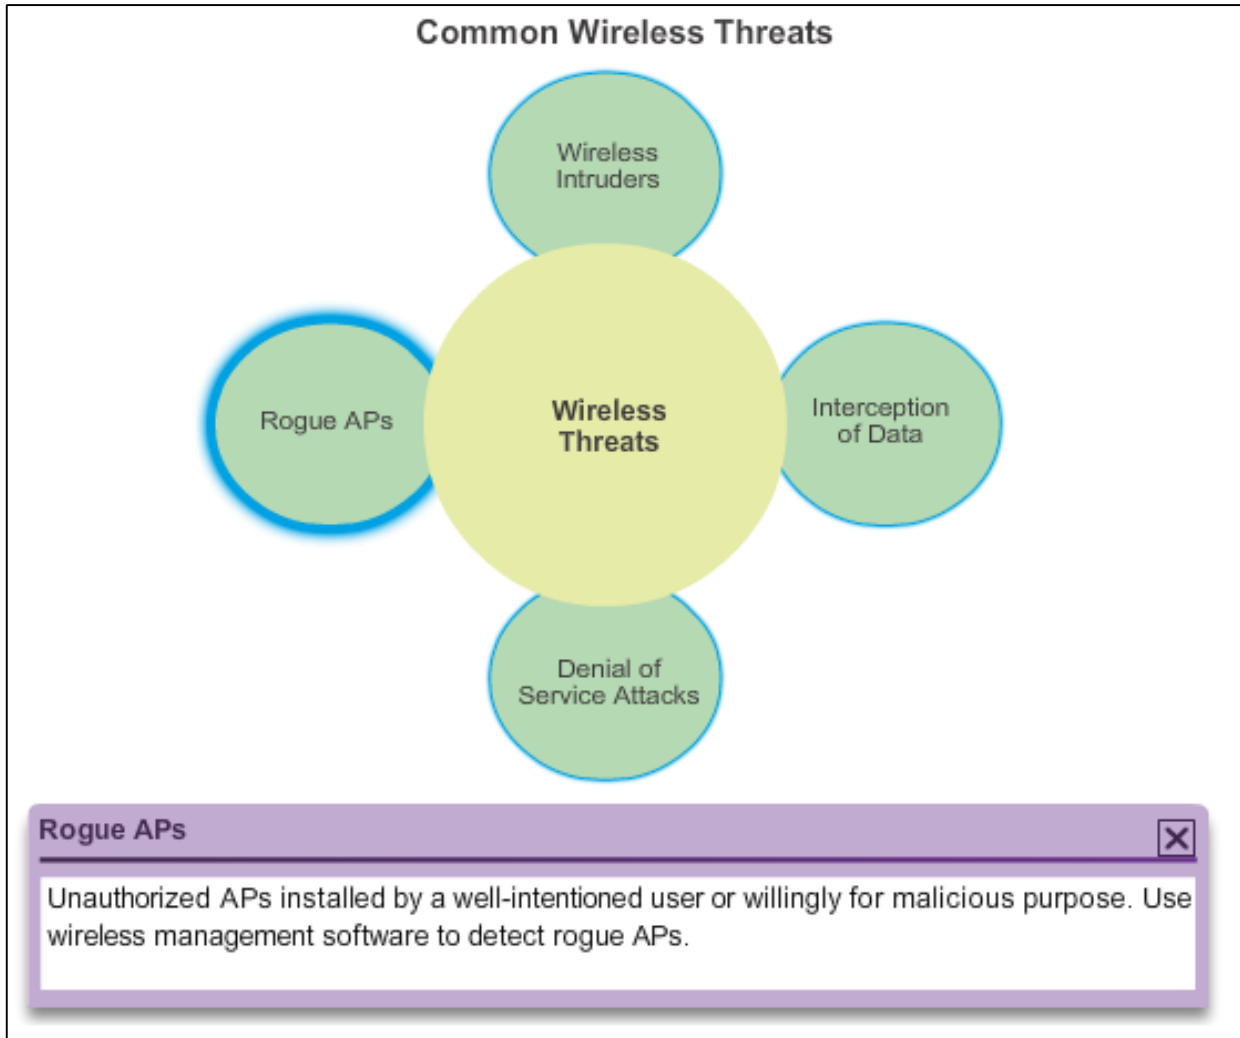 Common Wireless Threats
Wireless
Intruders
Rogue APs
Wireless
Threats
Interception
of Data
Denial of
Service Attacks
Rogue APs
Unauthorized APs installed by a well-intentioned user or willingly for malicious purpose. Use
wireless management software to detect rogue APs.